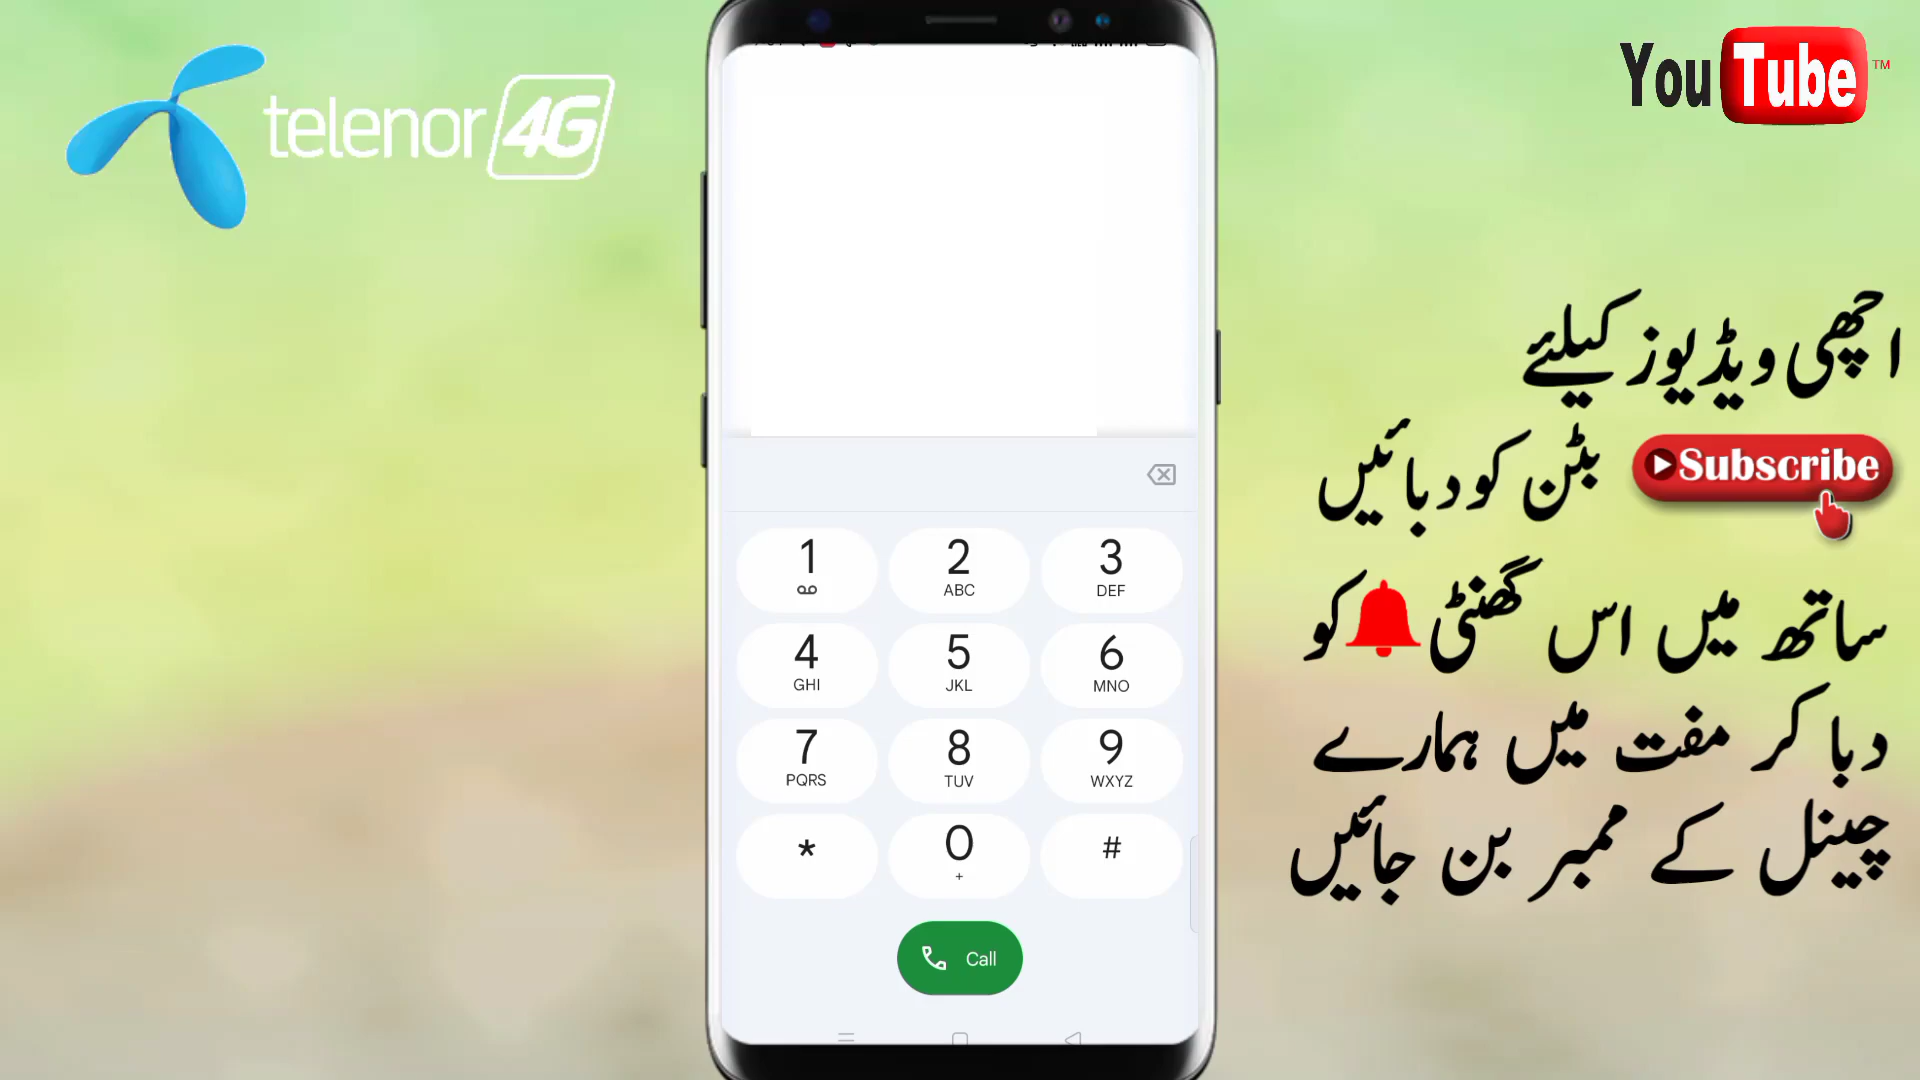 telenor 4G
YouTube™
اچھی ویڈیوز کیلئے
Subscribe بٹن کو دبائیں
ساتھ میں اس گھنٹی کو
دبا کر مفت میں ہمارے
چینل کے ممبر بن جائیں
1 2 3
ABC DEF
4 5 6
GHI JKL MNO
7 8 9
PQRS TUV WXYZ
* 0 #
+
Call